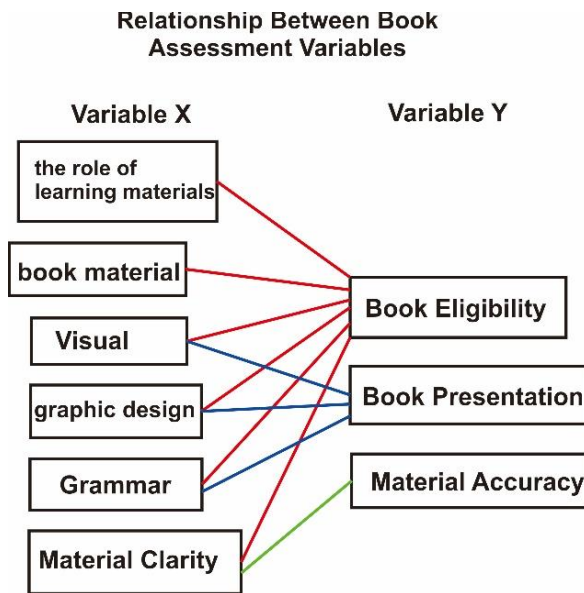 Relationship Between Book
Assessment Variables
Variable X
Variable Y
the role of
learning materials
book material
Visual
graphic design
Grammar
Material Clarity
Book Eligibility
Book Presentation
Material Accuracy